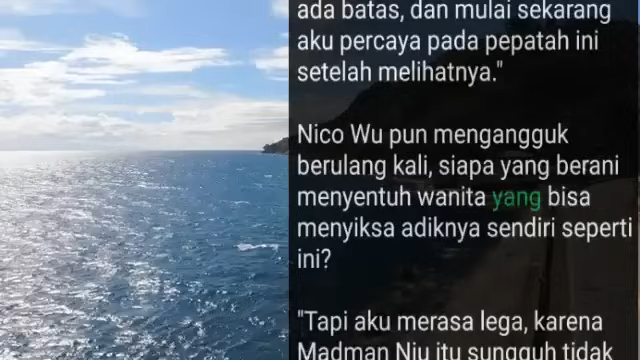 ada batas, dan mulai sekarang
aku percaya pada pepatah ini
setelah melihatnya."
Nico Wu pun mengangguk
berulang kali, siapa yang berani
menyentuh wanita yang bisa
menyiksa adiknya sendiri seperti
ini?
"Tapi aku merasa lega, karena
Madman Niu itu sungguh tidak